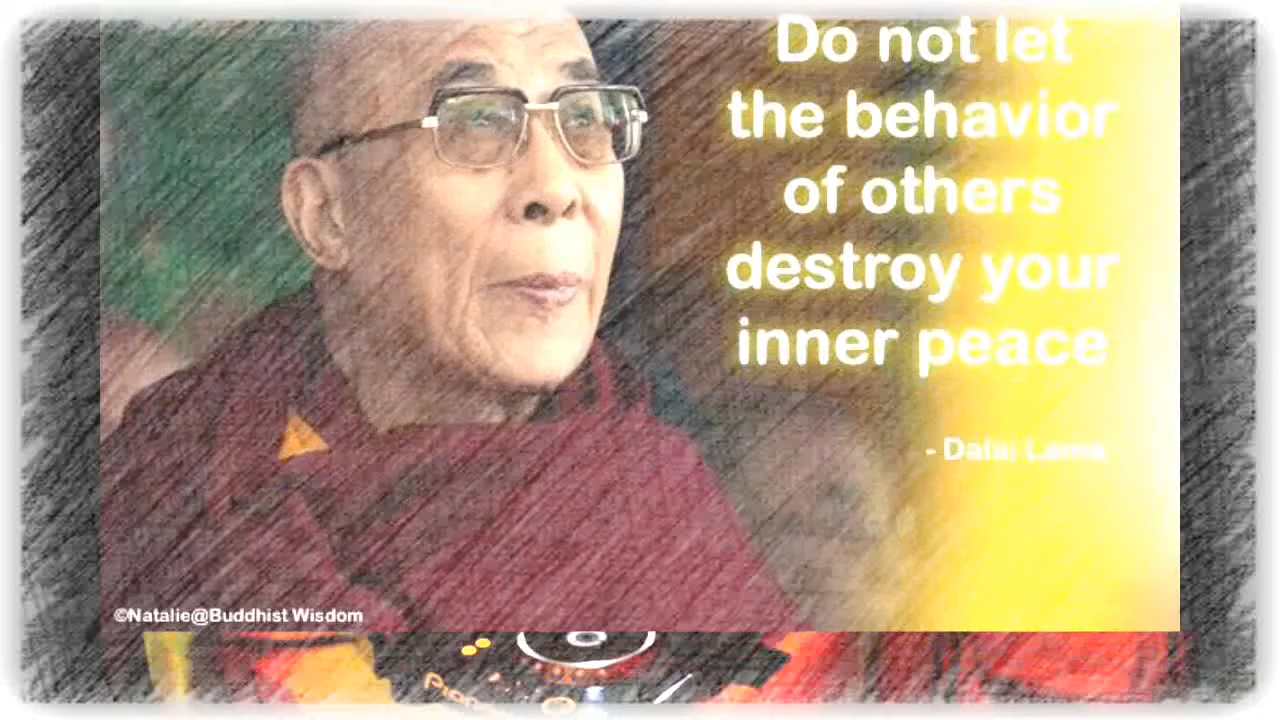 Do not let
the behavior
of others
destroy your
inner peace
- Dalai Lama
©Natalie@Buddhist Wisdom